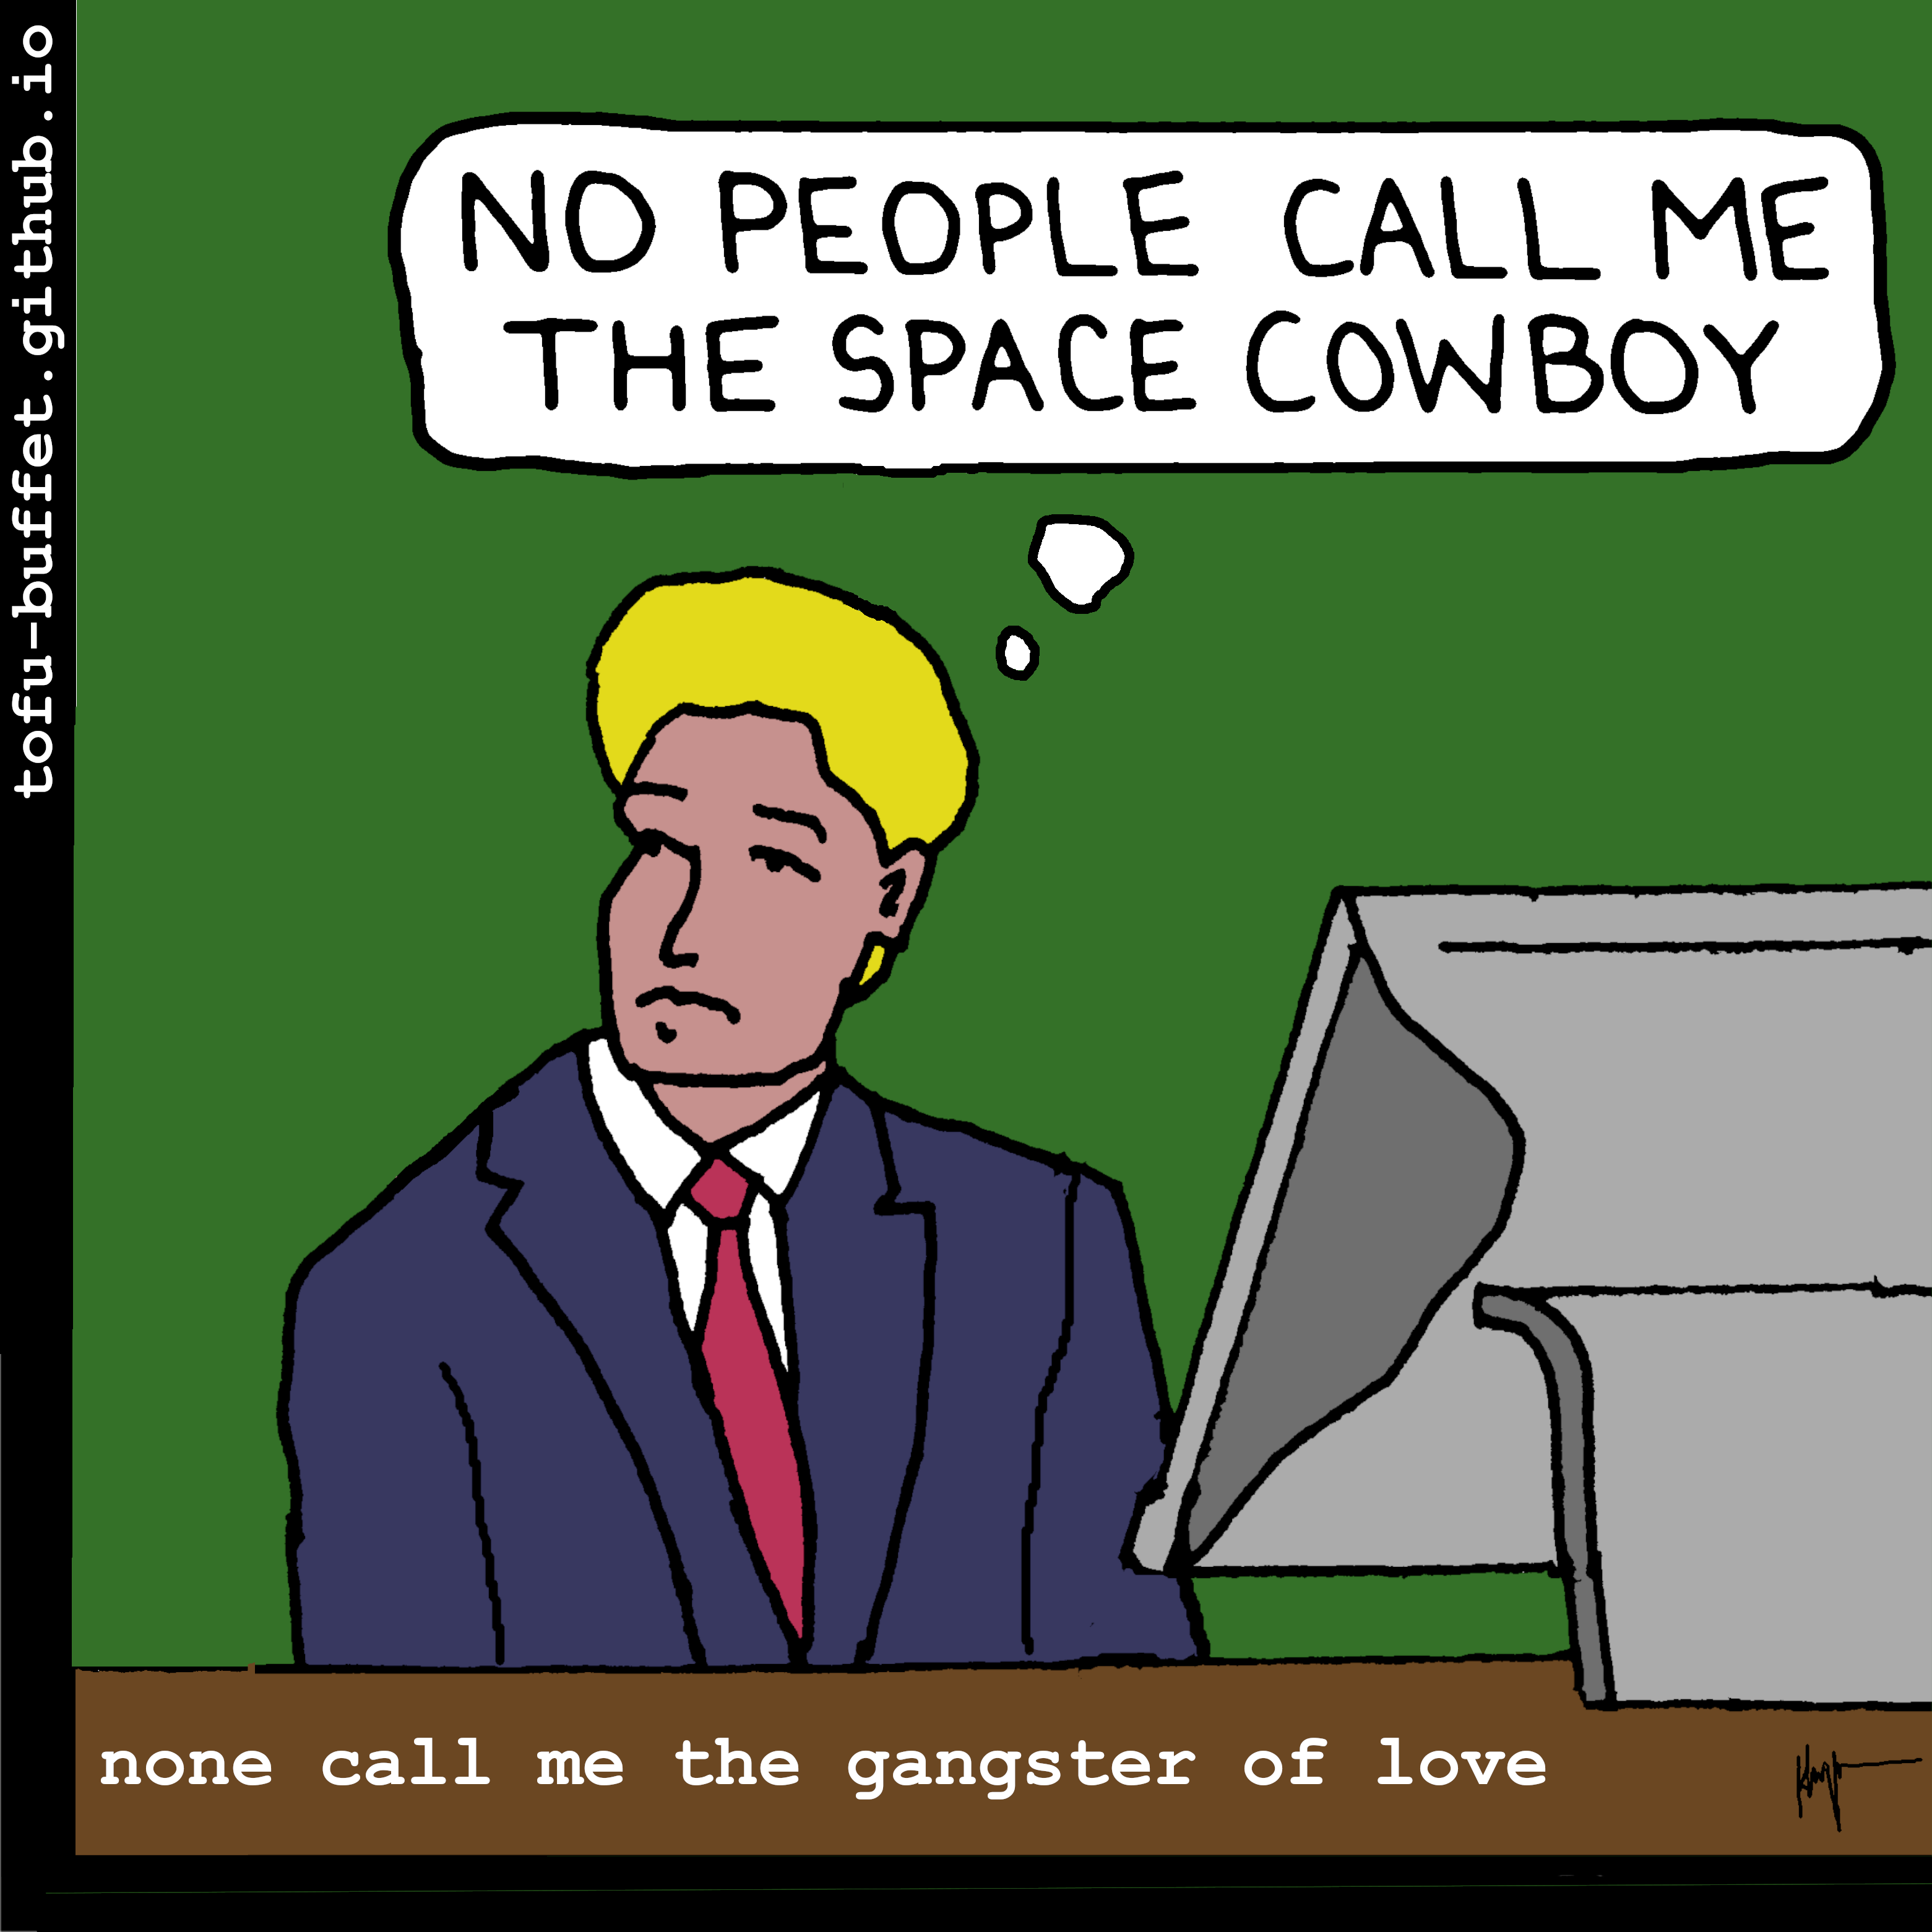 tofu-buffet.github.io
NO PEOPLE CALL ME
THE SPACE COWBOY
none call me the gangster of love